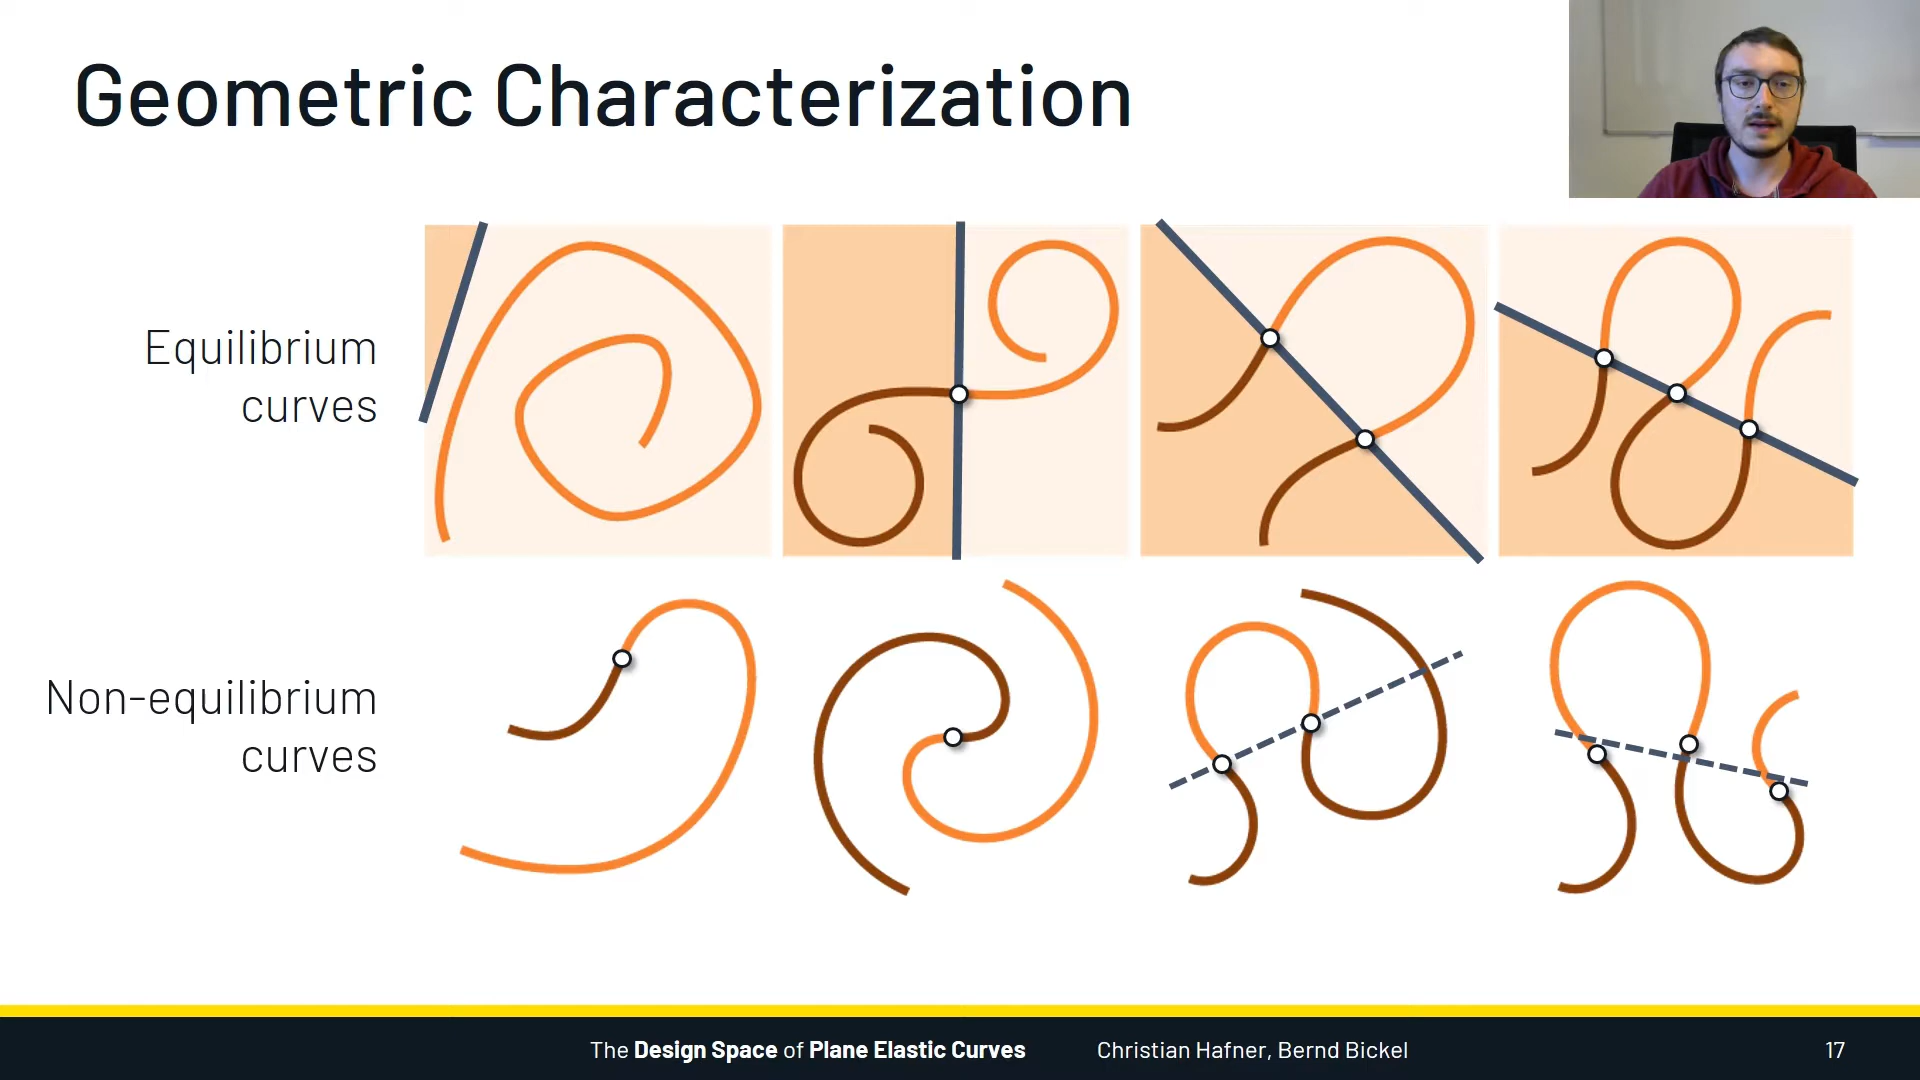 Geometric Characterization
Equilibrium
curves
Non-equilibrium
curves
The Design Space of Plane Elastic Curves
Christian Hafner, Bernd Bickel
17